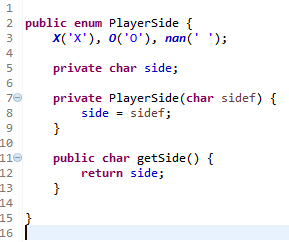 1
2 public enum PlayerSide {
3     X('X'), O('O'), nan(' ');
4
5     private char side;
6
7     private PlayerSide(char sidef) {
8         side = sidef;
9     }
10
11     public char getSide() {
12         return side;
13     }
14
15 }
16